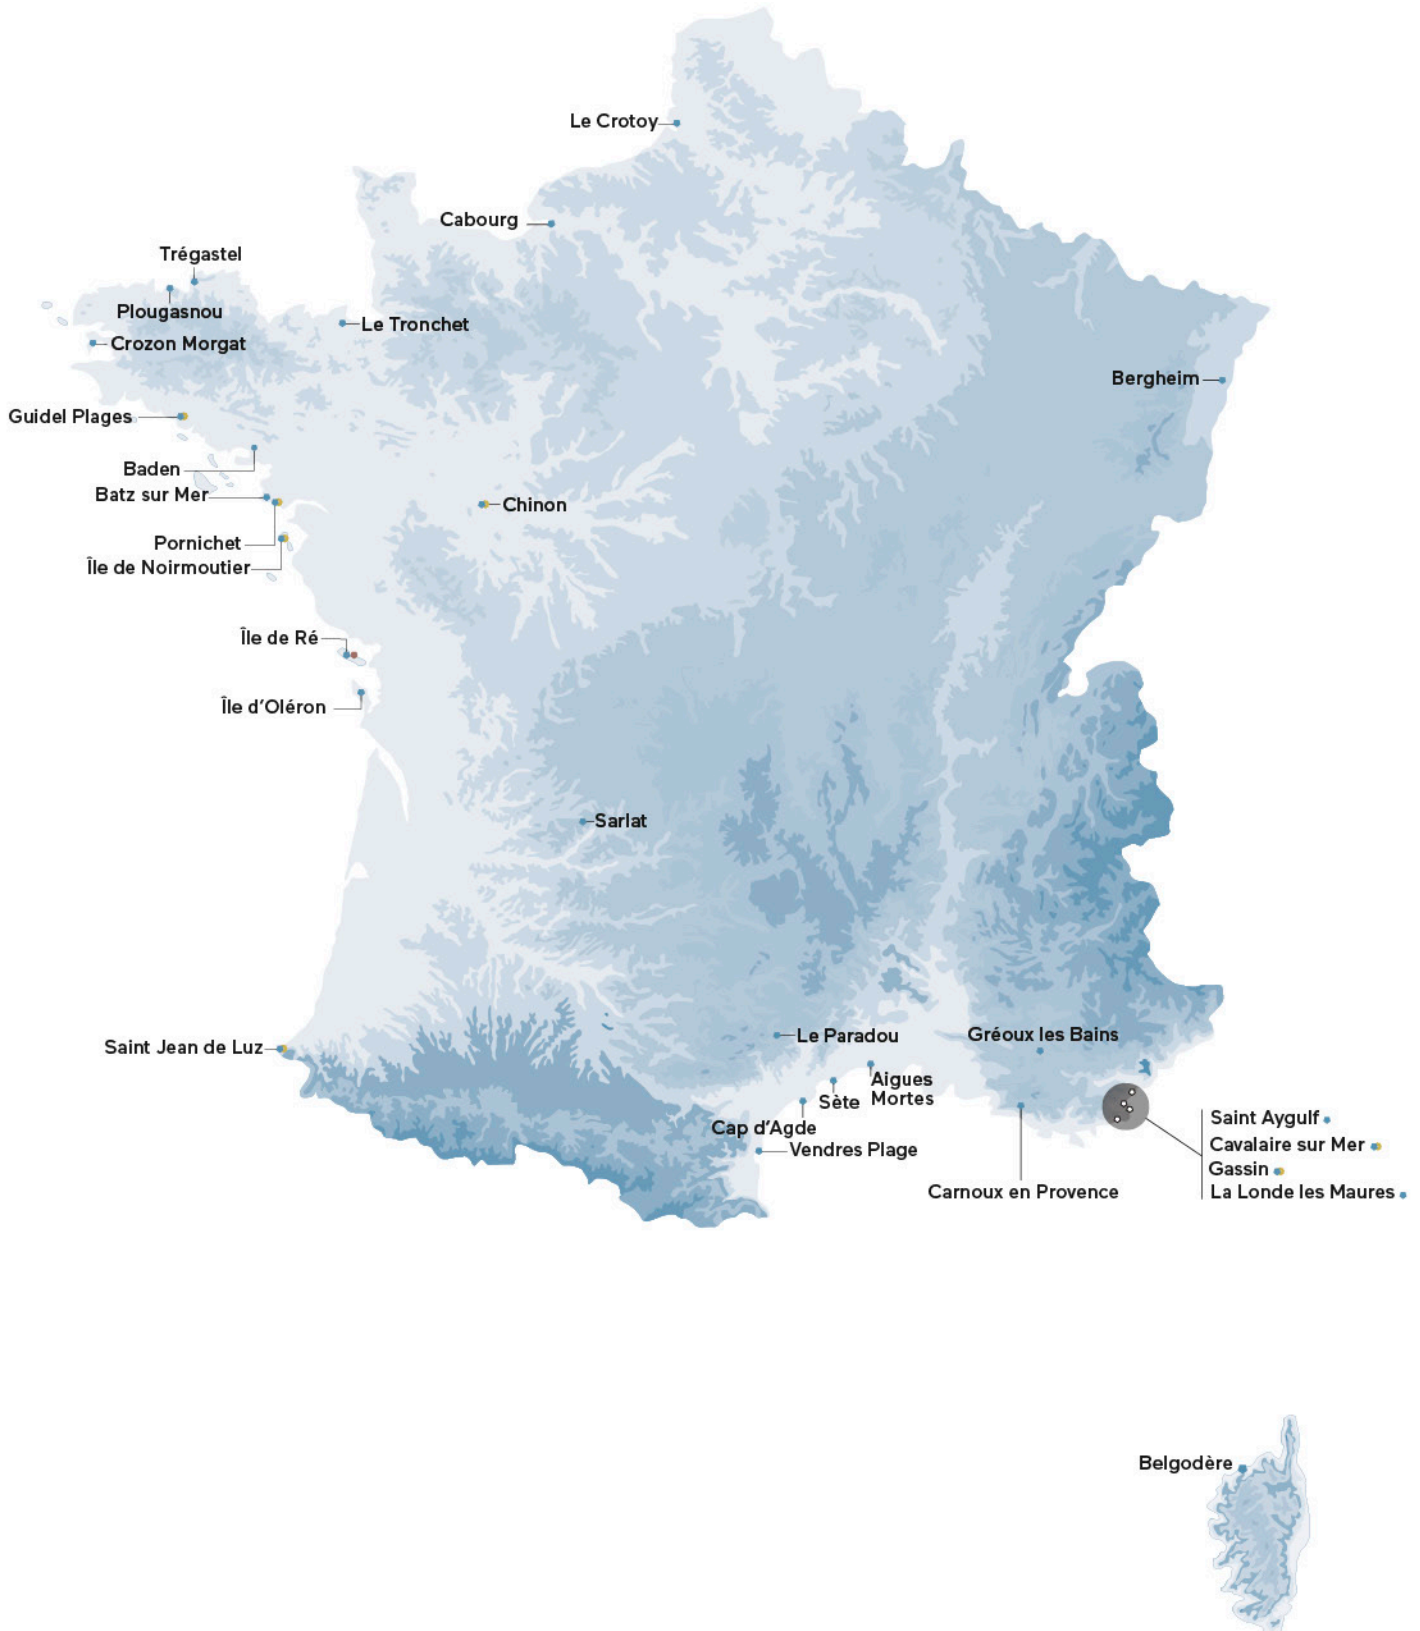 Le Crotoy
Cabourg
Trégastel
Plougasnou
Le Tronchet
Crozon Morgat
Bergheim
Guidel Plages
Baden
Batz sur Mer
Chinon
Pornichet
Île de Noirmoutier
Île de Ré
Île d'Oléron
Sarlat
Saint Jean de Luz
Le Paradou
Gréoux les Bains
Aigues
Mortes
Sète
Cap d'Agde
Vendres Plage
Saint Aygulf
Cavalaire sur Mer
Gassin
La Londe les Maures
Carnoux en Provence
Belgodère